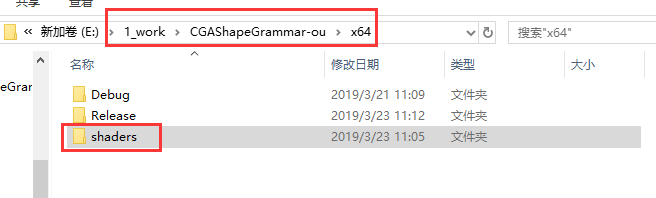 共享 查看
« 新加卷 (E:) › 1_work › CGAShapeGrammar-ou › x64 搜索"x64"
名称 修改日期 类型 大小
eGran
Debug 2019/3/21 11:09 文件夹
Release 2019/3/23 11:12 文件夹
shaders 2019/3/23 11:05 文件夹